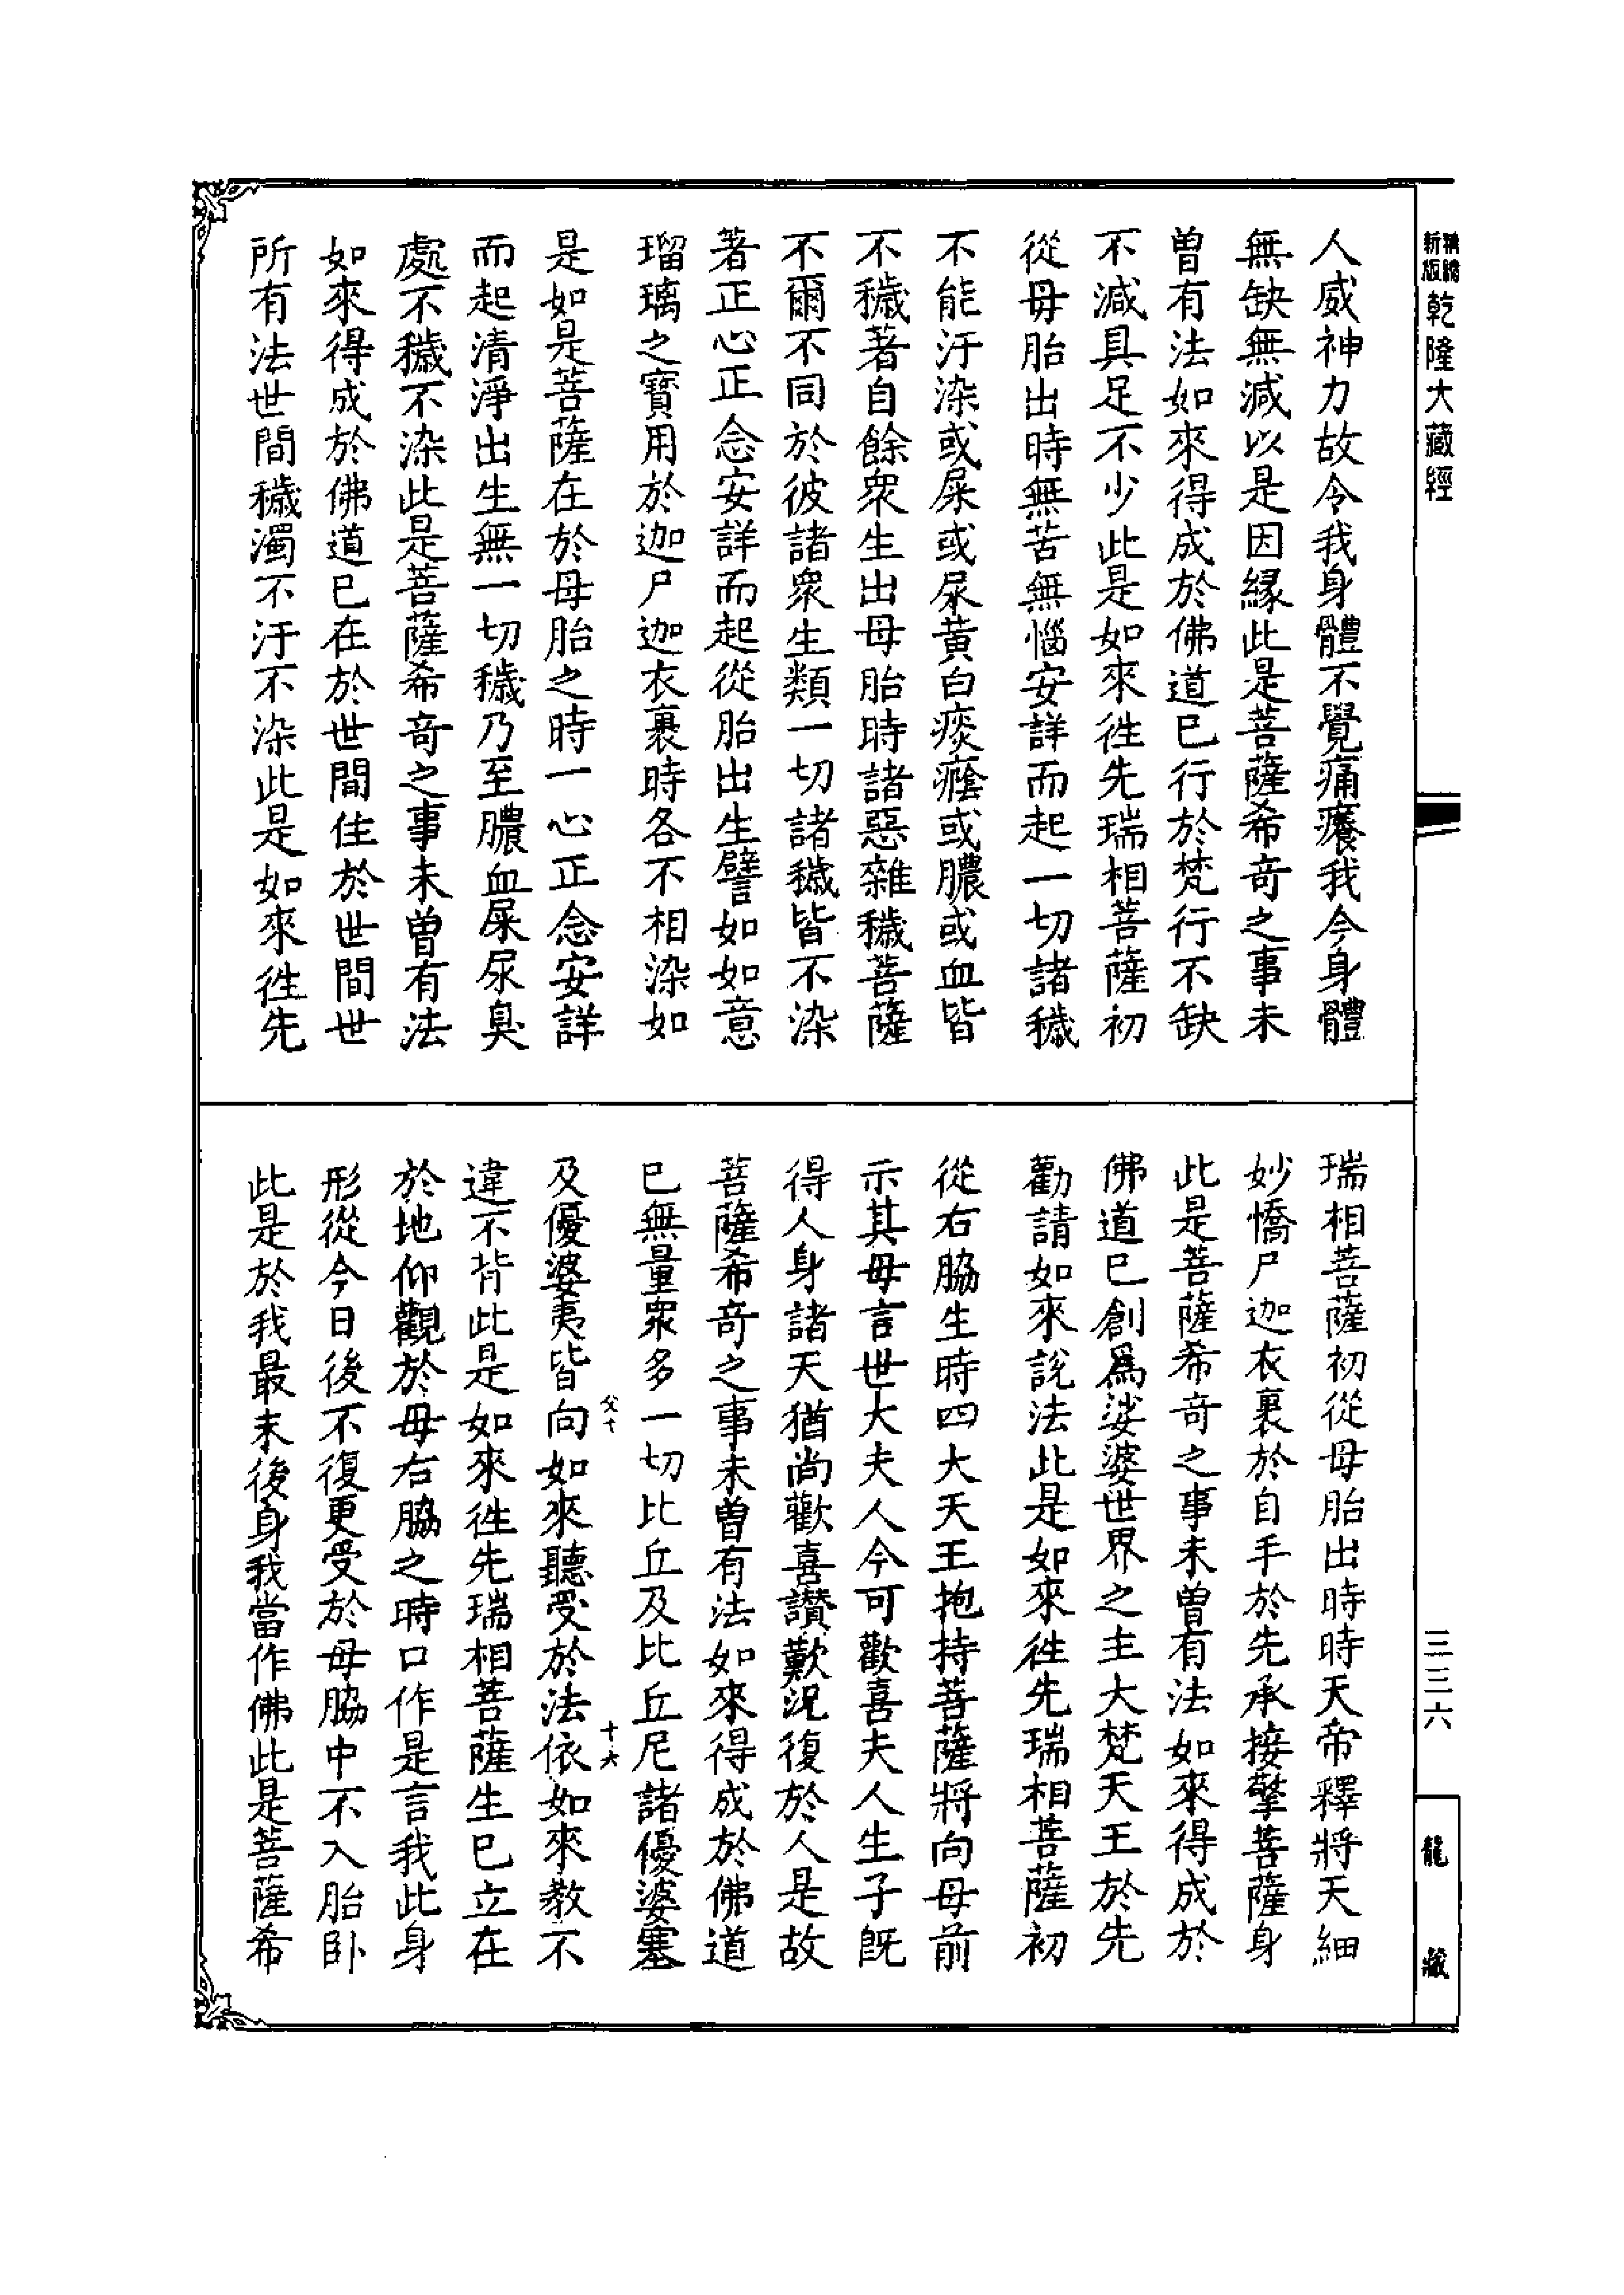 新版
精縮
乾隆大藏經
三三六
龍藏
人威神力故令我身體不覺痛癢我今身體
無缺無減以是因緣此是菩薩希奇之事未
曾有法如來得成於佛道已行於梵行不缺
不減具足不少此是如來徃先瑞相菩薩初
從母胎出時無苦無惱安詳而起一切諸穢
不能汙染或屎或尿黃白痰癊或膿或血皆
不穢著自餘衆生出母胎時諸惡雜穢菩薩
不爾不同於彼諸衆生類一切諸穢皆不染
著正心正念安詳而起從胎出生譬如如意
瑠璃之寳用於迦尸迦衣裹時各不相染如
是如是菩薩在於母胎之時一心正念安詳
而起清淨出生無一切穢乃至膿血屎尿臭
處不穢不染此是菩薩希奇之事未曾有法
如來得成於佛道已在於世間住於世間世
所有法世間穢濁不汙不染此是如來徃先
瑞相菩薩初從母胎出時時天帝釋將天細
妙憍尸迦衣裹於自手於先承接擎菩薩身
此是菩薩希奇之事未曾有法如來得成於
佛道已創爲娑婆世界之主大梵天王於先
勸請如來說法此是如來徃先瑞相菩薩初
從右脇生時四大天王抱持菩薩將向母前
示其母言世大夫人今可歡喜夫人生子既
得人身諸天猶尚歡喜讃歎況復於人是故
菩薩希奇之事未曾有法如來得成於佛道
已無量衆多一切比丘及比丘尼諸優婆塞
父十
十六
及優婆夷皆向如來聽受於法依如來教不
違不背此是如來徃先瑞相菩薩生已立在
於地仰觀於母右脇之時口作是言我此身
形從今日後不復更受於母脇中不入胎卧
此是於我最末後身我當作佛此是菩薩希